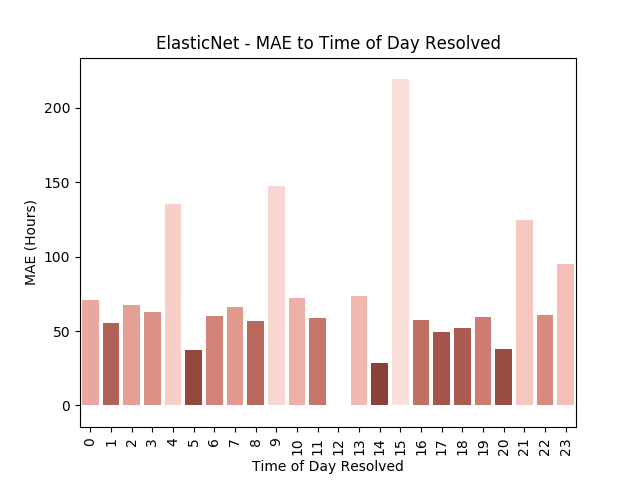 ElasticNet - MAE to Time of Day Resolved
MAE (Hours)
200
150
100
50
0
0 1 2 3 4 5 6 7 8 9 10 11 12 13 14 15 16 17 18 19 20 21 22 23
Time of Day Resolved